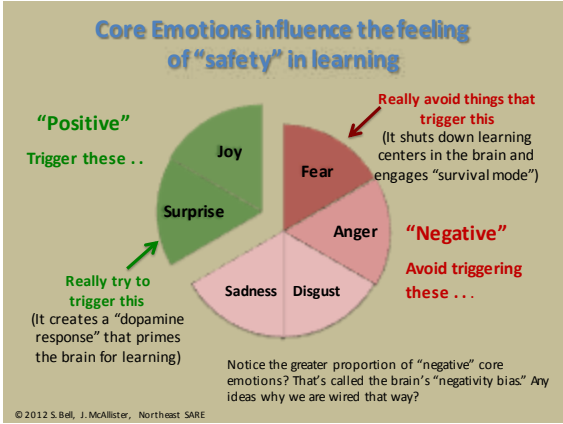 Core Emotions influence the feeling
of “safety” in learning
“Positive”
Trigger these . .
Really avoid things that
trigger this
(It shuts down learning
centers in the brain and
engages “survival mode”)
Joy
Fear
Surprise
Anger
“Negative”
Avoid triggering
these . . .
Sadness
Disgust
Really try to
trigger this
(It creates a “dopamine
response” that primes
the brain for learning)
Notice the greater proportion of “negative” core
emotions? That’s called the brain’s “negativity bias.” Any
ideas why we are wired that way?
© 2012 S. Bell, J. McAllister, Northeast SARE